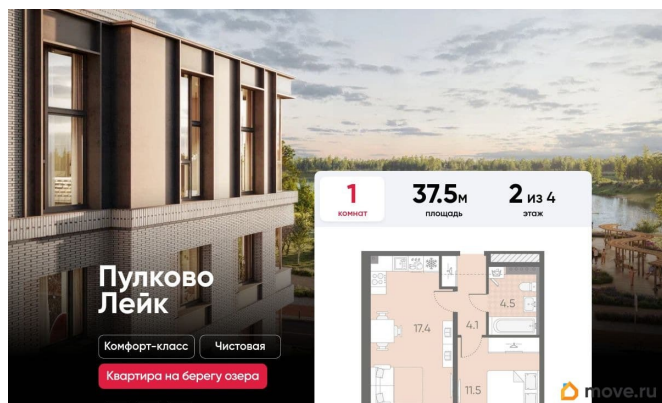 1
комнат
37.5м
площадь
2 из 4
этаж
Пулково
Лейк
Комфорт-класс
Чистовая
Квартира на берегу озера
17.4
4.1
4.5
11.5
move.ru